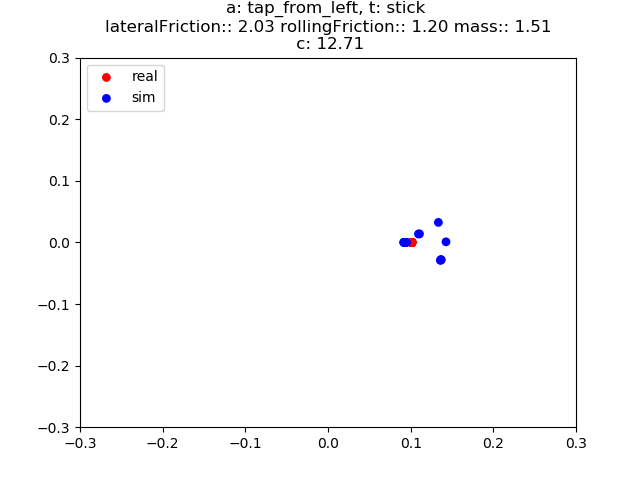 a: tap_from_left, t: stick
lateralFriction:: 2.03 rollingFriction:: 1.20 mass:: 1.51
c: 12.71
real
sim
0.3
0.2
0.1
0.0
−0.1
−0.2
−0.3
−0.3 −0.2 −0.1 0.0 0.1 0.2 0.3